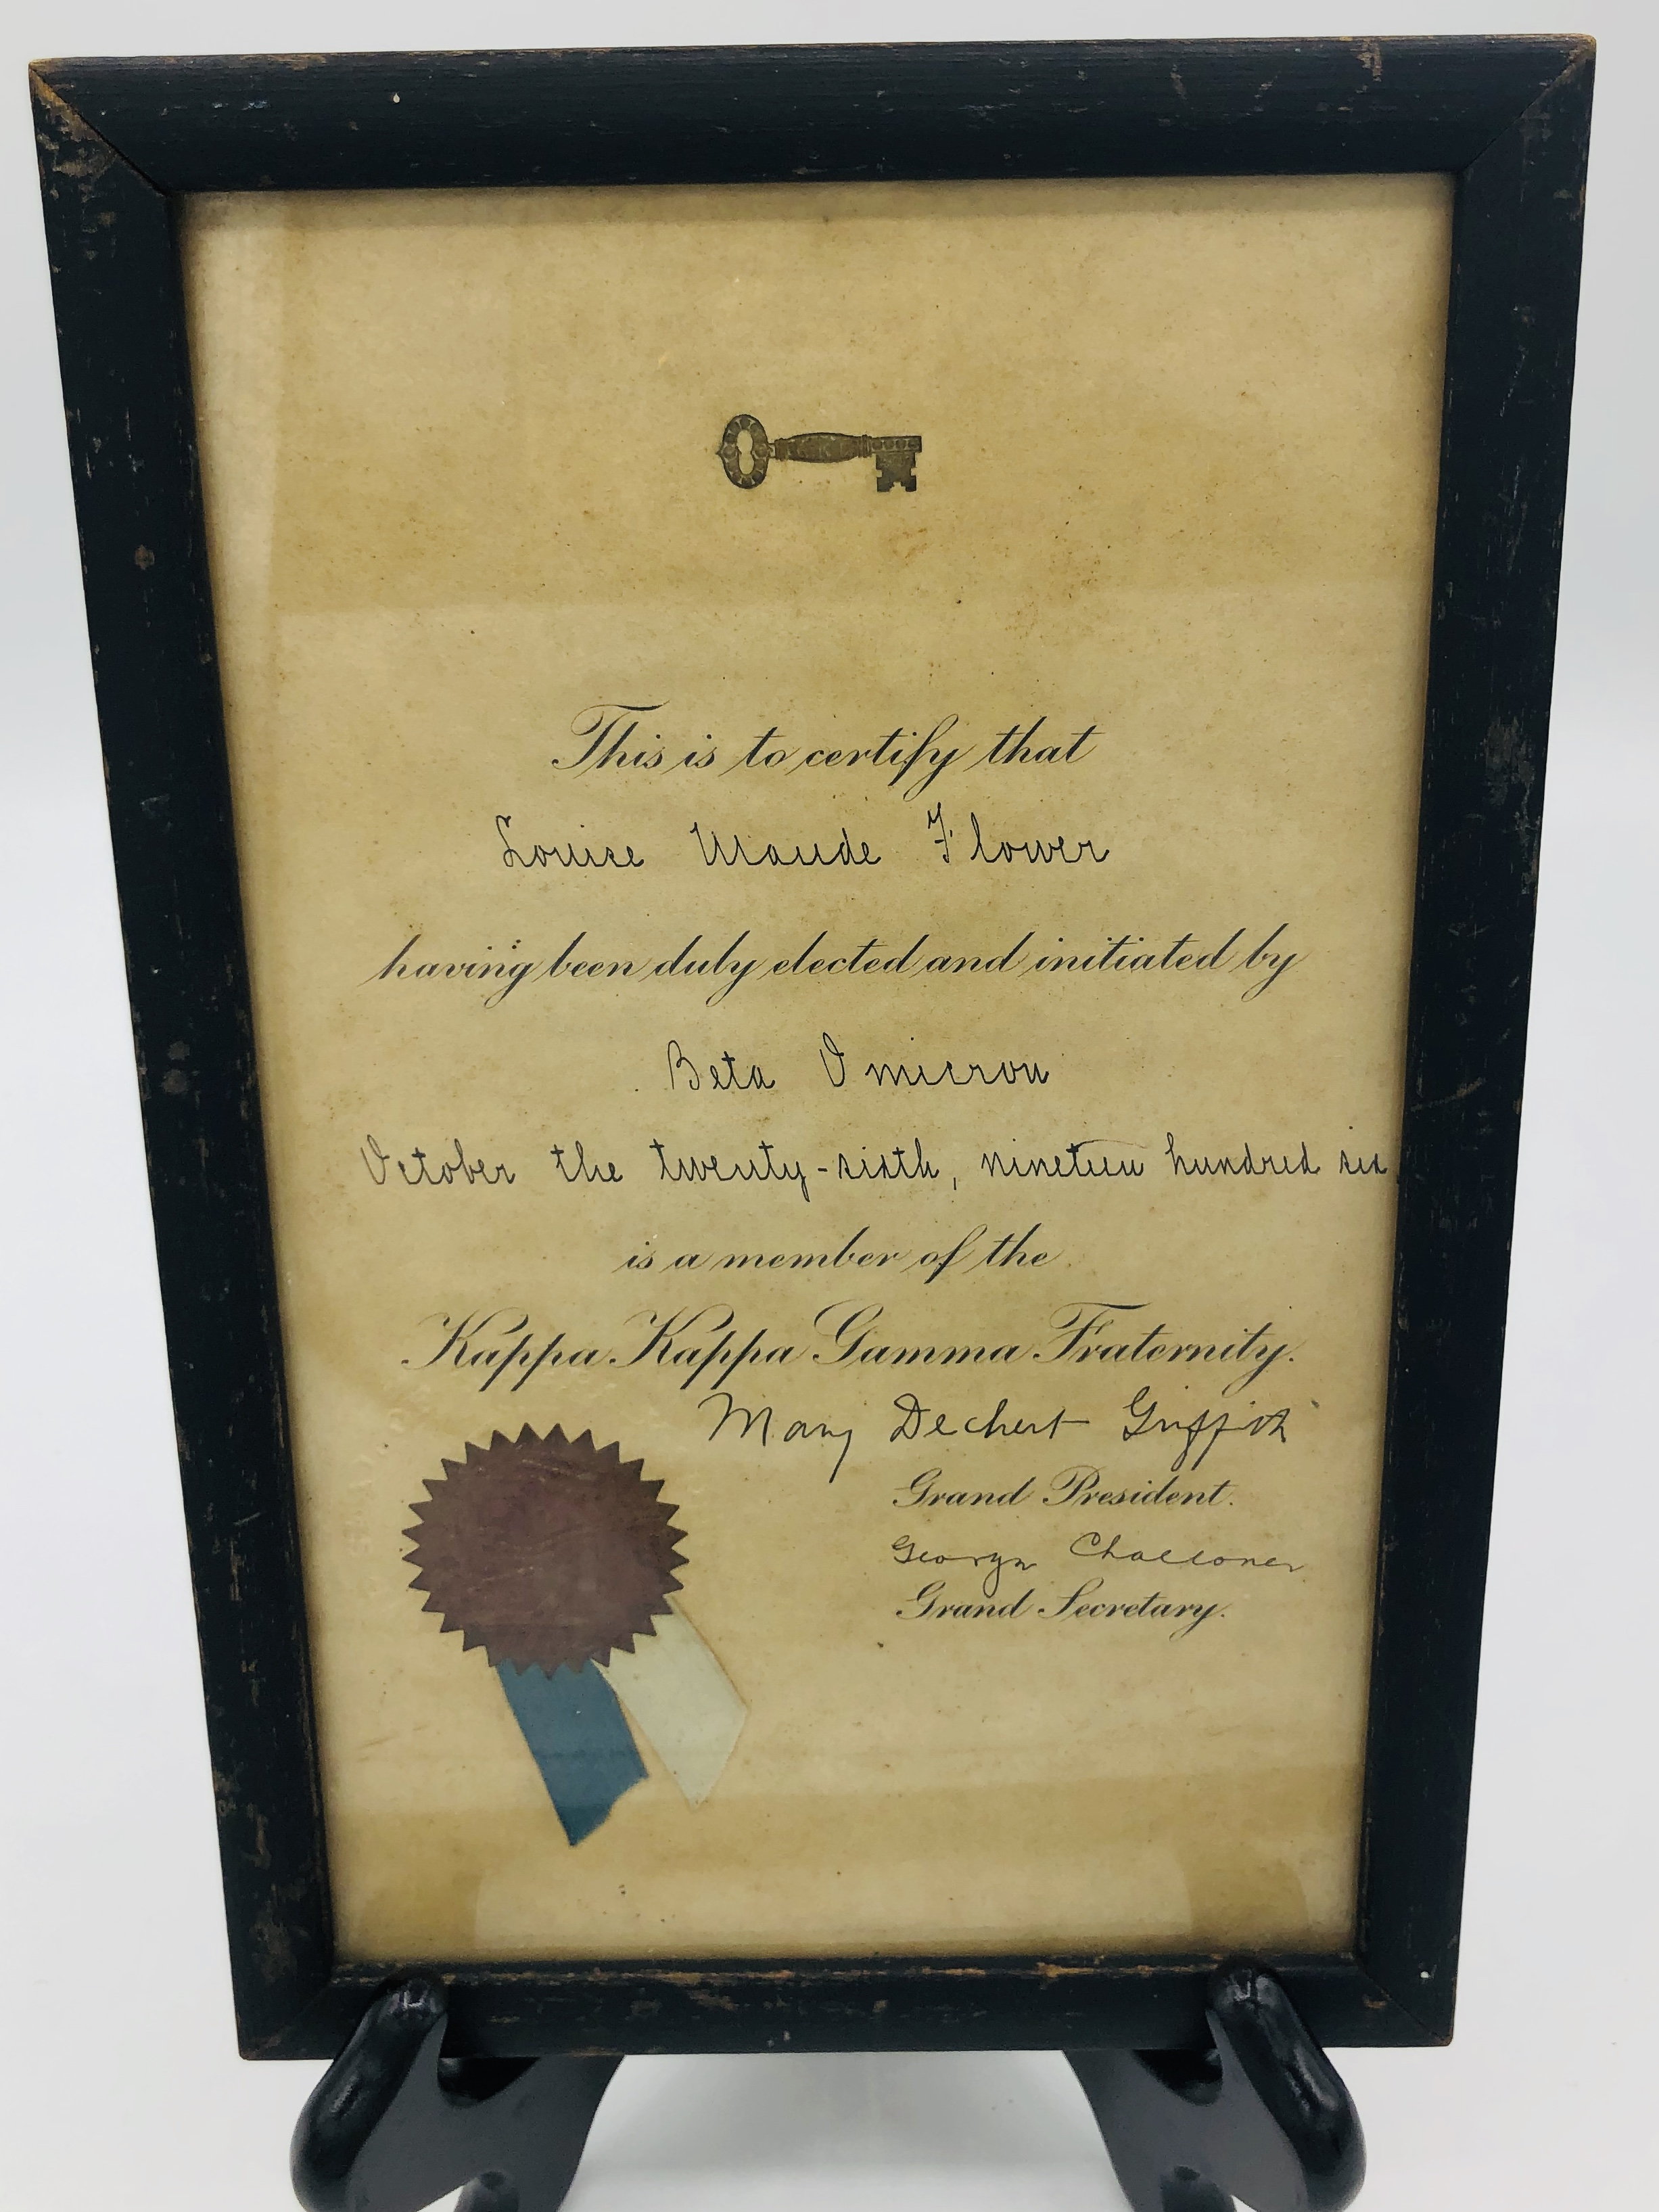 This is to certify that
Louise Maude Flower
having been duly elected and initiated by
Beta Omicron
October the twenty-sixth, nineteen hundred six
is a member of the
Kappa Kappa Gamma Fraternity.
Mary Dechert Griffith
Grand President.
George Challoner
Grand Secretary.